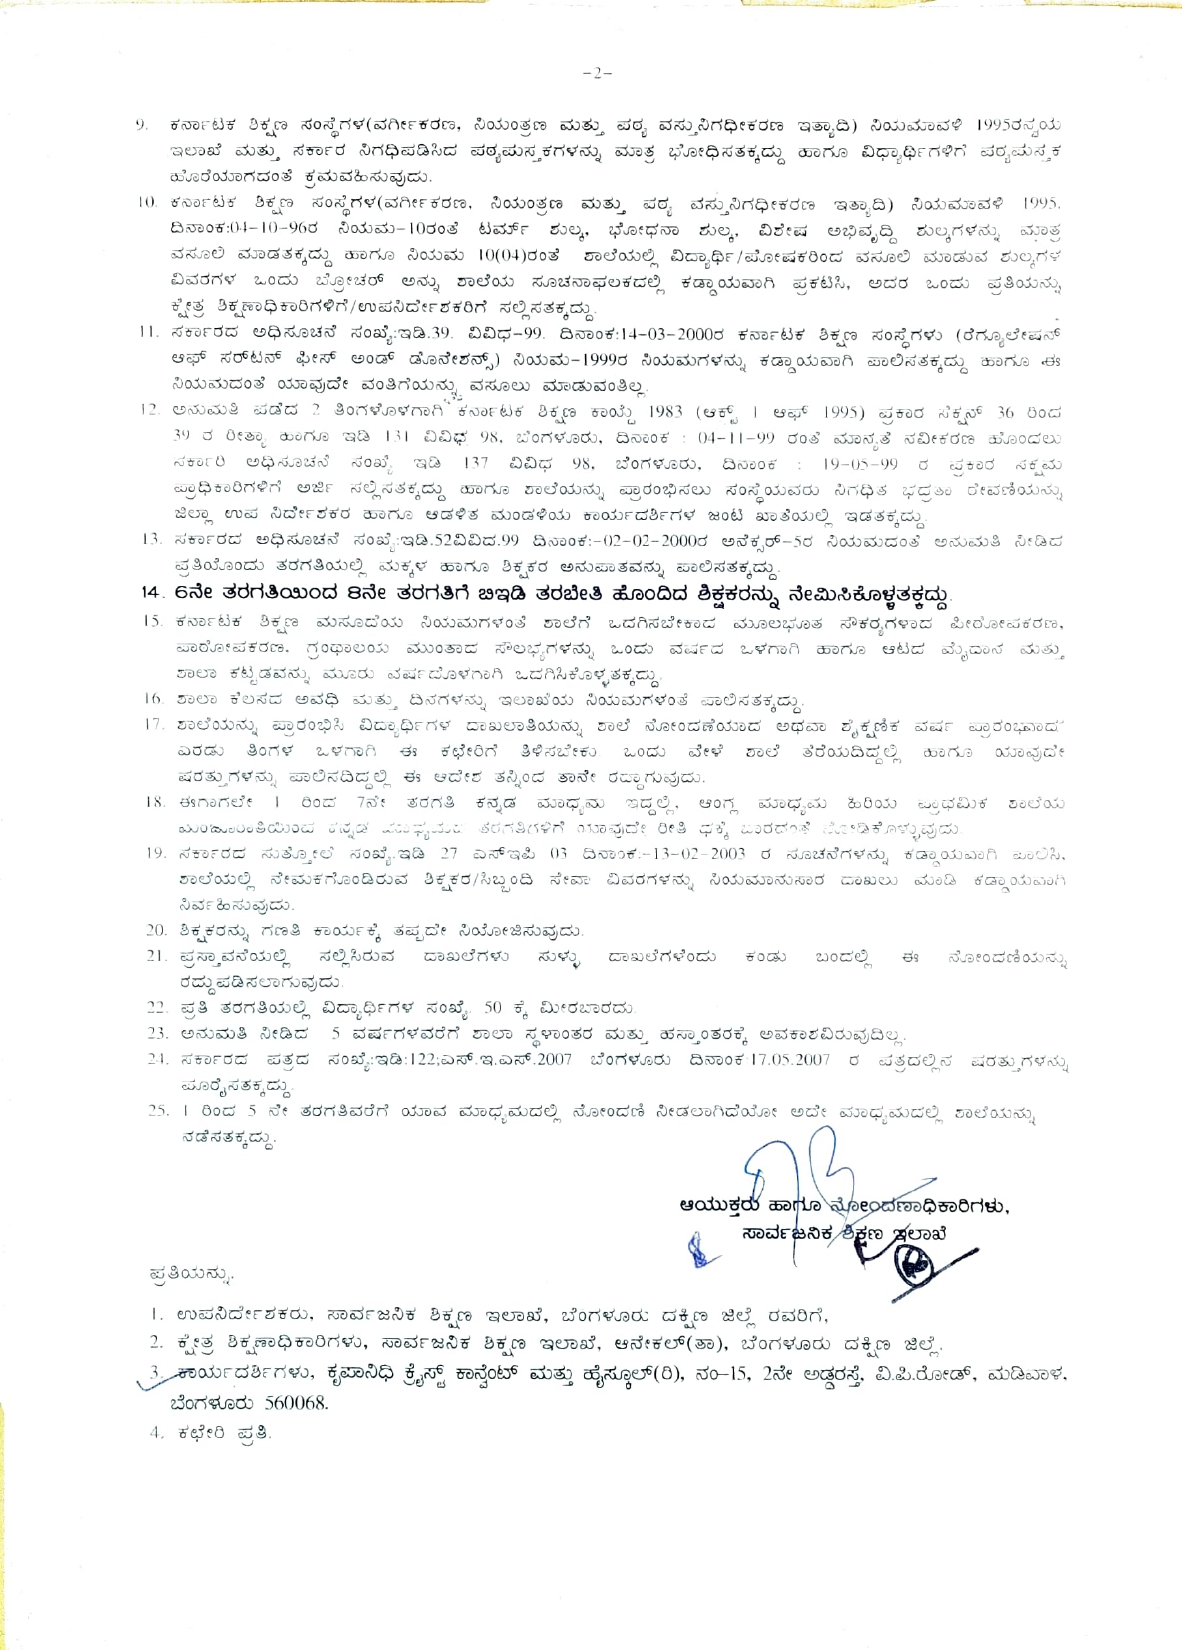 -2-
9. ಕರ್ನಾಟಕ ಶಿಕ್ಷಣ ಸಂಸ್ಥೆಗಳ(ವರ್ಗೀಕರಣ, ನಿಯಂತ್ರಣ ಮತ್ತು ಪಠ್ಯ ವಸ್ತುನಿಗಧೀಕರಣ ಇತ್ಯಾದಿ) ನಿಯಮಾವಳಿ 1995ರನ್ವಯ
ಇಲಾಖೆ ಮತ್ತು ಸರ್ಕಾರ ನಿಗಧಿಪಡಿಸಿದ ಪಠ್ಯಪುಸ್ತಕಗಳನ್ನು ಮಾತ್ರ ಭೋಧಿಸತಕ್ಕದ್ದು ಹಾಗೂ ವಿಧ್ಯಾರ್ಥಿಗಳಿಗೆ ಪಠ್ಯಪುಸ್ತಕ
ಹೊರೆಯಾಗದಂತೆ ಕ್ರಮವಹಿಸುವುದು.
10. ಕರ್ನಾಟಕ ಶಿಕ್ಷಣ ಸಂಸ್ಥೆಗಳ(ವರ್ಗೀಕರಣ, ನಿಯಂತ್ರಣ ಮತ್ತು ಪಠ್ಯ ವಸ್ತುನಿಗಧೀಕರಣ ಇತ್ಯಾದಿ) ನಿಯಮಾವಳಿ 1995.
ದಿನಾಂಕ:04-10-96ರ ನಿಯಮ-10ರಂತೆ ಟರ್ಮ್ ಶುಲ್ಕ, ಭೋಧನಾ ಶುಲ್ಕ, ವಿಶೇಷ ಅಭಿವೃದ್ಧಿ ಶುಲ್ಕಗಳನ್ನು ಮಾತ್ರ
ವಸೂಲಿ ಮಾಡತಕ್ಕದ್ದು ಹಾಗೂ ನಿಯಮ 10(04)ರಂತೆ ಶಾಲೆಯಲ್ಲಿ ವಿದ್ಯಾರ್ಥಿ/ಪೋಷಕರಿಂದ ವಸೂಲಿ ಮಾಡುವ ಶುಲ್ಕಗಳ
ವಿವರಗಳ ಒಂದು ಬ್ರೋಚರ್ ಅನ್ನು ಶಾಲೆಯ ಸೂಚನಾಫಲಕದಲ್ಲಿ ಕಡ್ಡಾಯವಾಗಿ ಪ್ರಕಟಿಸಿ, ಅದರ ಒಂದು ಪ್ರತಿಯನ್ನು
ಕ್ಷೇತ್ರ ಶಿಕ್ಷಣಾಧಿಕಾರಿಗಳಿಗೆ/ಉಪನಿರ್ದೇಶಕರಿಗೆ ಸಲ್ಲಿಸತಕ್ಕದ್ದು.
11. ಸರ್ಕಾರದ ಅಧಿಸೂಚನೆ ಸಂಖ್ಯೆ:ಇಡಿ.39. ವಿವಿಧ-99. ದಿನಾಂಕ:14-03-2000ರ ಕರ್ನಾಟಕ ಶಿಕ್ಷಣ ಸಂಸ್ಥೆಗಳು (ರೆಗ್ಯೂಲೇಷನ್
ಆಫ್ ಸರ್‌ಟನ್ ಫೀಸ್ ಅಂಡ್ ಡೊನೇಶನ್ಸ್) ನಿಯಮ-1999ರ ನಿಯಮಗಳನ್ನು ಕಡ್ಡಾಯವಾಗಿ ಪಾಲಿಸತಕ್ಕದ್ದು ಹಾಗೂ ಈ
ನಿಯಮದಂತೆ ಯಾವುದೇ ವಂತಿಗೆಯನ್ನು ವಸೂಲು ಮಾಡುವಂತಿಲ್ಲ.
12. ಅನುಮತಿ ಪಡೆದ 2 ತಿಂಗಳೊಳಗಾಗಿ ಕರ್ನಾಟಕ ಶಿಕ್ಷಣ ಕಾಯ್ದೆ 1983 (ಆಕ್ಟ್ 1 ಆಫ್ 1995) ಪ್ರಕಾರ ಸೆಕ್ಷನ್ 36 ರಿಂದ
39 ರ ರೀತ್ಯಾ ಹಾಗೂ ಇಡಿ 131 ವಿವಿಧ 98, ಬೆಂಗಳೂರು, ದಿನಾಂಕ : 04-11-99 ರಂತೆ ಮಾನ್ಯತೆ ನವೀಕರಣ ಹೊಂದಲು
ಸರ್ಕಾರಿ ಅಧಿಸೂಚನೆ ಸಂಖ್ಯೆ ಇಡಿ 137 ವಿವಿಧ 98, ಬೆಂಗಳೂರು, ದಿನಾಂಕ : 19-05-99 ರ ಪ್ರಕಾರ ಸಕ್ಷಮ
ಪ್ರಾಧಿಕಾರಿಗಳಿಗೆ ಅರ್ಜಿ ಸಲ್ಲಿಸತಕ್ಕದ್ದು ಹಾಗೂ ಶಾಲೆಯನ್ನು ಪ್ರಾರಂಭಿಸಲು ಸಂಸ್ಥೆಯವರು ನಿಗಧಿತ ಭದ್ರತಾ ಠೇವಣಿಯನ್ನು
ಜಿಲ್ಲಾ ಉಪ ನಿರ್ದೇಶಕರ ಹಾಗೂ ಆಡಳಿತ ಮಂಡಳಿಯ ಕಾರ್ಯದರ್ಶಿಗಳ ಜಂಟಿ ಖಾತೆಯಲ್ಲಿ ಇಡತಕ್ಕದ್ದು.
13. ಸರ್ಕಾರದ ಅಧಿಸೂಚನೆ ಸಂಖ್ಯೆ:ಇಡಿ.52ವಿವಿದ.99 ದಿನಾಂಕ:-02-02-2000ರ ಅನೆಕ್ಸರ್-5ರ ನಿಯಮದಂತೆ ಅನುಮತಿ ನೀಡಿದ
ಪ್ರತಿಯೊಂದು ತರಗತಿಯಲ್ಲಿ ಮಕ್ಕಳ ಹಾಗೂ ಶಿಕ್ಷಕರ ಅನುಪಾತವನ್ನು ಪಾಲಿಸತಕ್ಕದ್ದು.
14. 6ನೇ ತರಗತಿಯಿಂದ 8ನೇ ತರಗತಿಗೆ ಬಿಇಡಿ ತರಬೇತಿ ಹೊಂದಿದ ಶಿಕ್ಷಕರನ್ನು ನೇಮಿಸಿಕೊಳ್ಳತಕ್ಕದ್ದು.
15. ಕರ್ನಾಟಕ ಶಿಕ್ಷಣ ಮಸೂದೆಯ ನಿಯಮಗಳಂತೆ ಶಾಲೆಗೆ ಒದಗಿಸಬೇಕಾದ ಮೂಲಭೂತ ಸೌಕರ್ಯಗಳಾದ ಪೀಠೋಪಕರಣ,
ಪಾಠೋಪಕರಣ, ಗ್ರಂಥಾಲಯ ಮುಂತಾದ ಸೌಲಭ್ಯಗಳನ್ನು ಒಂದು ವರ್ಷದ ಒಳಗಾಗಿ ಹಾಗೂ ಆಟದ ಮೈದಾನ ಮತ್ತು
ಶಾಲಾ ಕಟ್ಟಡವನ್ನು ಮೂರು ವರ್ಷದೊಳಗಾಗಿ ಒದಗಿಸಿಕೊಳ್ಳತಕ್ಕದ್ದು.
16. ಶಾಲಾ ಕೆಲಸದ ಅವಧಿ ಮತ್ತು ದಿನಗಳನ್ನು ಇಲಾಖೆಯ ನಿಯಮಗಳಂತೆ ಪಾಲಿಸತಕ್ಕದ್ದು.
17. ಶಾಲೆಯನ್ನು ಪ್ರಾರಂಭಿಸಿ ವಿದ್ಯಾರ್ಥಿಗಳ ದಾಖಲಾತಿಯನ್ನು ಶಾಲೆ ನೋಂದಣಿಯಾದ ಅಥವಾ ಶೈಕ್ಷಣಿಕ ವರ್ಷ ಪ್ರಾರಂಭವಾದ
ಎರಡು ತಿಂಗಳ ಒಳಗಾಗಿ ಈ ಕಛೇರಿಗೆ ತಿಳಿಸಬೇಕು ಒಂದು ವೇಳೆ ಶಾಲೆ ತೆರೆಯದಿದ್ದಲ್ಲಿ ಹಾಗೂ ಯಾವುದೇ
ಷರತ್ತುಗಳನ್ನು ಪಾಲಿಸದಿದ್ದಲ್ಲಿ ಈ ಆದೇಶ ತನ್ನಿಂದ ತಾನೇ ರದ್ದಾಗುವುದು.
18. ಈಗಾಗಲೇ 1 ರಿಂದ 7ನೇ ತರಗತಿ ಕನ್ನಡ ಮಾಧ್ಯಮ ಇದ್ದಲ್ಲಿ, ಆಂಗ್ಲ ಮಾಧ್ಯಮ ಹಿರಿಯ ಪ್ರಾಥಮಿಕ ಶಾಲೆಯ
ಮಂಜೂರಾತಿಯಿಂದ ಕನ್ನಡ ಮಾಧ್ಯಮದ ತರಗತಿಗಳಿಗೆ ಯಾವುದೇ ರೀತಿ ಧಕ್ಕೆ ಬಾರದಂತೆ ನೋಡಿಕೊಳ್ಳುವುದು.
19. ಸರ್ಕಾರದ ಸುತ್ತೋಲೆ ಸಂಖ್ಯೆ.ಇಡಿ 27 ಎಸ್ಇಪಿ 03 ದಿನಾಂಕ:-13-02-2003 ರ ಸೂಚನೆಗಳನ್ನು ಕಡ್ಡಾಯವಾಗಿ ಪಾಲಿಸಿ,
ಶಾಲೆಯಲ್ಲಿ ನೇಮಕಗೊಂಡಿರುವ ಶಿಕ್ಷಕರ/ಸಿಬ್ಬಂದಿ ಸೇವಾ ವಿವರಗಳನ್ನು ನಿಯಮಾನುಸಾರ ದಾಖಲು ಮಾಡಿ ಕಡ್ಡಾಯವಾಗಿ
ನಿರ್ವಹಿಸುವುದು.
20. ಶಿಕ್ಷಕರನ್ನು ಗಣತಿ ಕಾರ್ಯಕ್ಕೆ ತಪ್ಪದೇ ನಿಯೋಜಿಸುವುದು.
21. ಪ್ರಸ್ತಾವನೆಯಲ್ಲಿ ಸಲ್ಲಿಸಿರುವ ದಾಖಲೆಗಳು ಸುಳ್ಳು ದಾಖಲೆಗಳೆಂದು ಕಂಡು ಬಂದಲ್ಲಿ ಈ ನೋಂದಣಿಯನ್ನು
ರದ್ದುಪಡಿಸಲಾಗುವುದು.
22. ಪ್ರತಿ ತರಗತಿಯಲ್ಲಿ ವಿದ್ಯಾರ್ಥಿಗಳ ಸಂಖ್ಯೆ 50 ಕ್ಕೆ ಮೀರಬಾರದು.
23. ಅನುಮತಿ ನೀಡಿದ 5 ವರ್ಷಗಳವರೆಗೆ ಶಾಲಾ ಸ್ಥಳಾಂತರ ಮತ್ತು ಹಸ್ತಾಂತರಕ್ಕೆ ಅವಕಾಶವಿರುವುದಿಲ್ಲ.
24. ಸರ್ಕಾರದ ಪತ್ರದ ಸಂಖ್ಯೆ:ಇಡಿ:122;ಎಸ್.ಇ.ಎಸ್.2007 ಬೆಂಗಳೂರು ದಿನಾಂಕ:17.05.2007 ರ ಪತ್ರದಲ್ಲಿನ ಷರತ್ತುಗಳನ್ನು
ಪೂರೈಸತಕ್ಕದ್ದು.
25. 1 ರಿಂದ 5 ನೇ ತರಗತಿವರೆಗೆ ಯಾವ ಮಾಧ್ಯಮದಲ್ಲಿ ನೋಂದಣಿ ನೀಡಲಾಗಿದೆಯೋ ಅದೇ ಮಾಧ್ಯಮದಲ್ಲಿ ಶಾಲೆಯನ್ನು
ನಡೆಸತಕ್ಕದ್ದು.
ಆಯುಕ್ತರು ಹಾಗೂ ನೋಂದಣಾಧಿಕಾರಿಗಳು,
ಸಾರ್ವಜನಿಕ ಶಿಕ್ಷಣ ಇಲಾಖೆ
ಪ್ರತಿಯನ್ನು.
1. ಉಪನಿರ್ದೇಶಕರು, ಸಾರ್ವಜನಿಕ ಶಿಕ್ಷಣ ಇಲಾಖೆ, ಬೆಂಗಳೂರು ದಕ್ಷಿಣ ಜಿಲ್ಲೆ ರವರಿಗೆ,
2. ಕ್ಷೇತ್ರ ಶಿಕ್ಷಣಾಧಿಕಾರಿಗಳು, ಸಾರ್ವಜನಿಕ ಶಿಕ್ಷಣ ಇಲಾಖೆ, ಆನೇಕಲ್(ತಾ), ಬೆಂಗಳೂರು ದಕ್ಷಿಣ ಜಿಲ್ಲೆ.
3. ಕಾರ್ಯದರ್ಶಿಗಳು, ಕೃಪಾನಿಧಿ ಕ್ರೈಸ್ಟ್ ಕಾನ್ವೆಂಟ್ ಮತ್ತು ಹೈಸ್ಕೂಲ್(ರಿ), ನಂ-15, 2ನೇ ಅಡ್ಡರಸ್ತೆ, ವಿ.ಪಿ.ರೋಡ್, ಮಡಿವಾಳ,
ಬೆಂಗಳೂರು 560068.
4. ಕಛೇರಿ ಪ್ರತಿ.